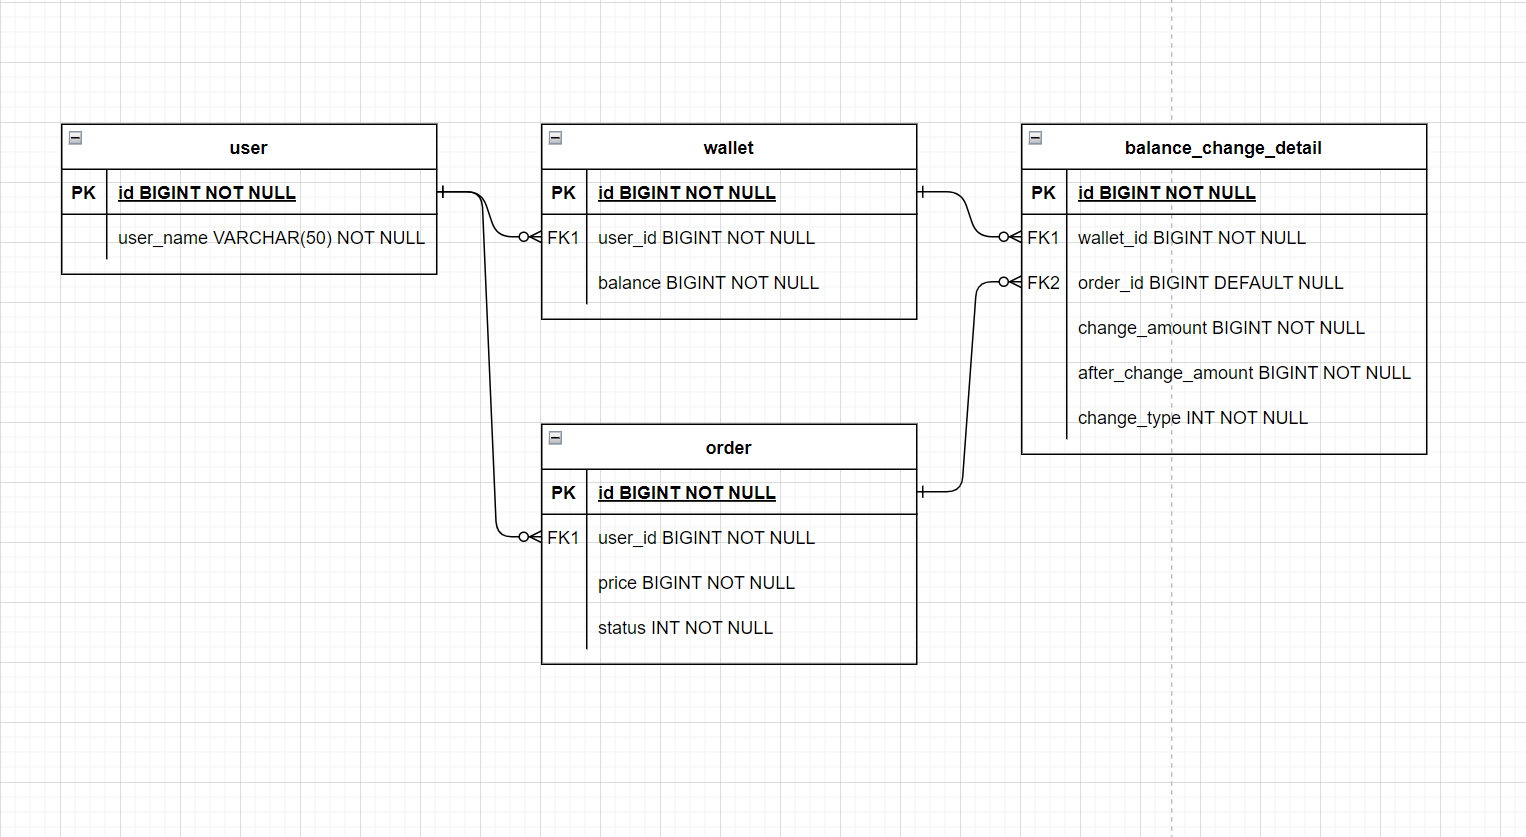 user
PK id BIGINT NOT NULL
user_name VARCHAR(50) NOT NULL
wallet
PK id BIGINT NOT NULL
FK1 user_id BIGINT NOT NULL
balance BIGINT NOT NULL
balance_change_detail
PK id BIGINT NOT NULL
FK1 wallet_id BIGINT NOT NULL
FK2 order_id BIGINT DEFAULT NULL
change_amount BIGINT NOT NULL
after_change_amount BIGINT NOT NULL
change_type INT NOT NULL
order
PK id BIGINT NOT NULL
FK1 user_id BIGINT NOT NULL
price BIGINT NOT NULL
status INT NOT NULL